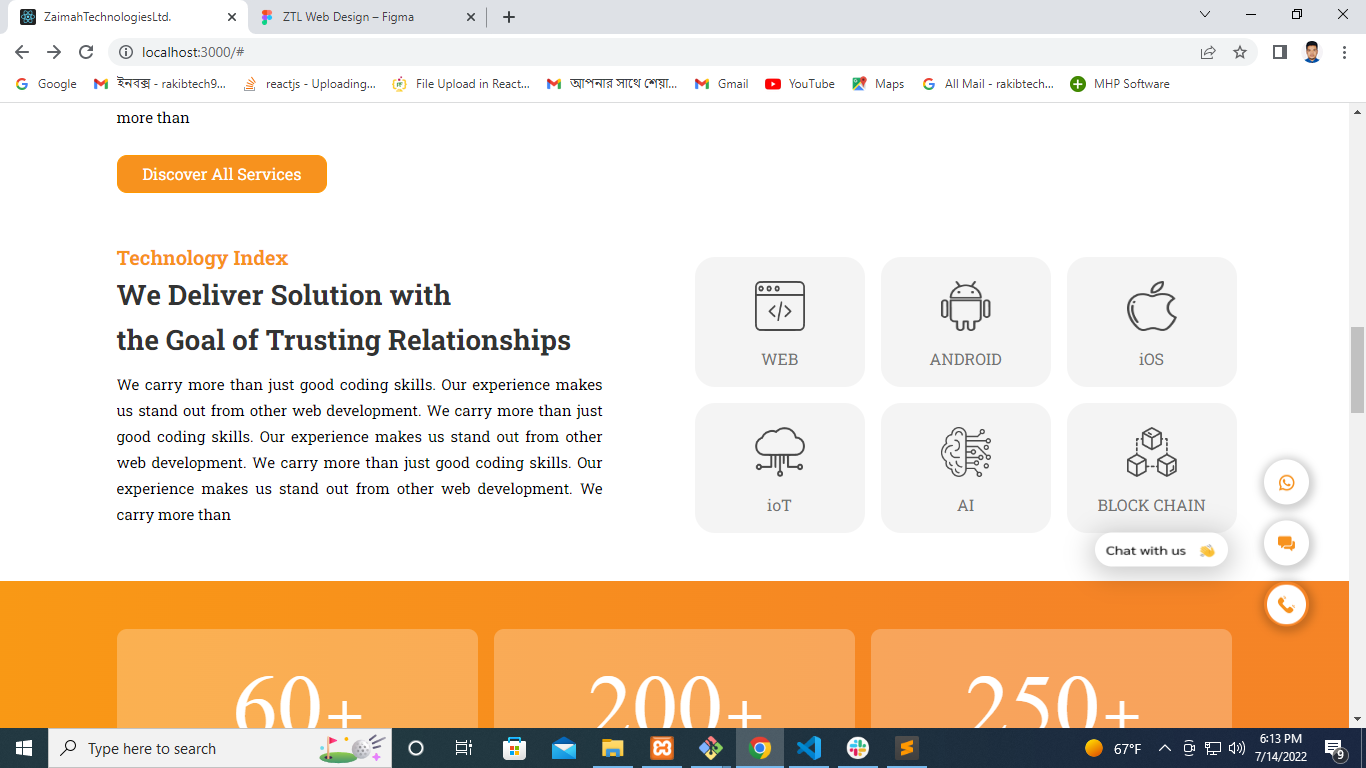 ZaimahTechnologiesLtd.
ZTL Web Design – Figma
localhost:3000/#
Google
ইনবক্স - rakibtech9...
reactjs - Uploading...
File Upload in React...
আপনার সাথে শেয়া...
Gmail
YouTube
Maps
All Mail - rakibtech...
MHP Software
more than
Discover All Services
Technology Index
We Deliver Solution with
the Goal of Trusting Relationships
We carry more than just good coding skills. Our experience makes
us stand out from other web development. We carry more than just
good coding skills. Our experience makes us stand out from other
web development. We carry more than just good coding skills. Our
experience makes us stand out from other web development. We
carry more than
WEB
ANDROID
iOS
ioT
AI
BLOCK CHAIN
Chat with us
60+
200+
250+
Type here to search
67°F
6:13 PM
7/14/2022
9